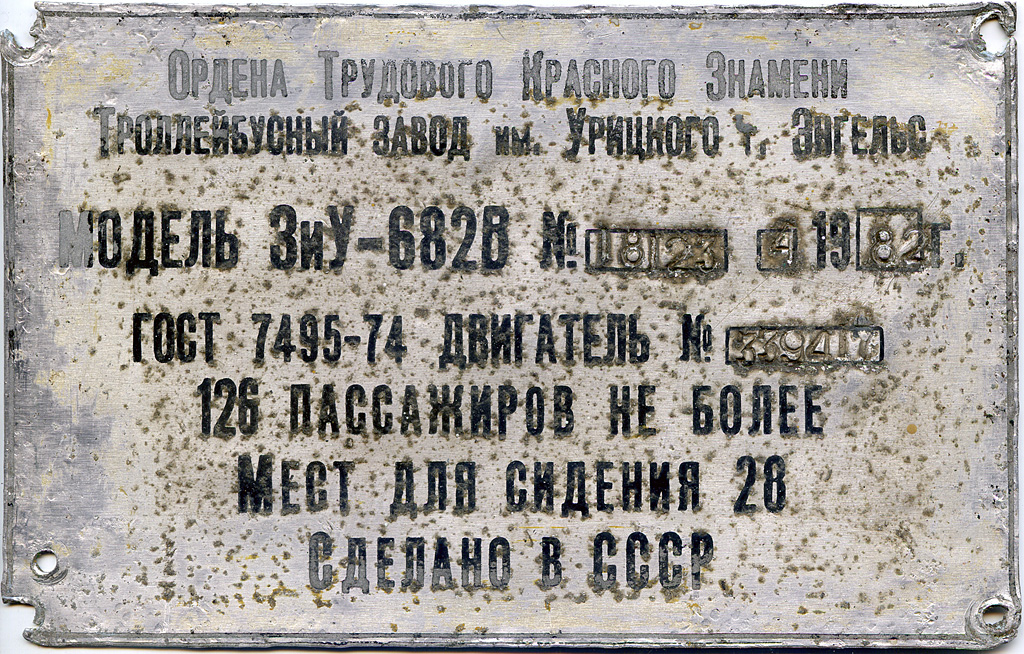 Ордена Трудового Красного Знамени
Троллейбусный завод им. Урицкого г. Энгельс
Модель ЗиУ-682В № 18123 4 1982 г.
ГОСТ 7495-74 двигатель № 339417
126 пассажиров не более
Мест для сидения 28
Сделано в СССР